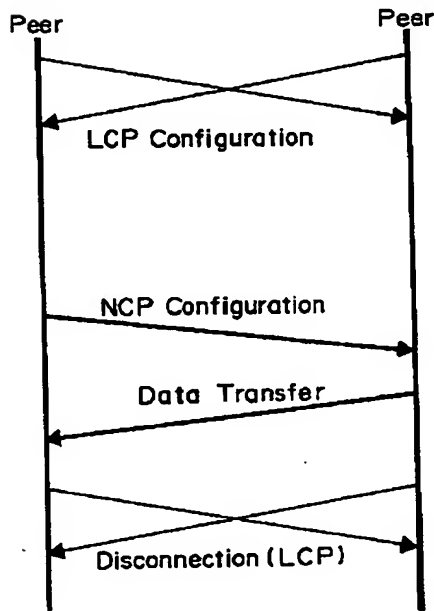 Peer
Peer
LCP Configuration
NCP Configuration
Data Transfer
Disconnection (LCP)